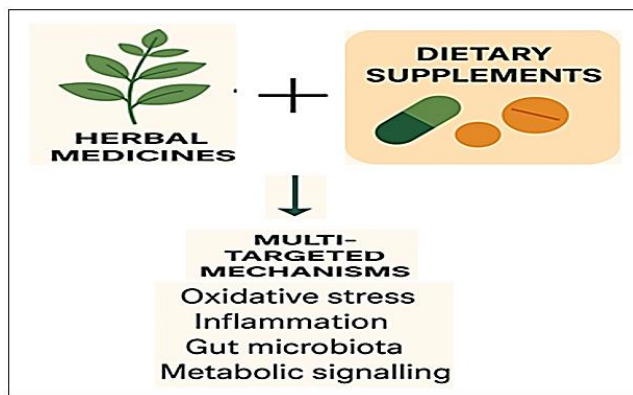 HERBAL
MEDICINES
DIETARY
SUPPLEMENTS
MULTI-
TARGETED
MECHANISMS
Oxidative stress
Inflammation
Gut microbiota
Metabolic signalling